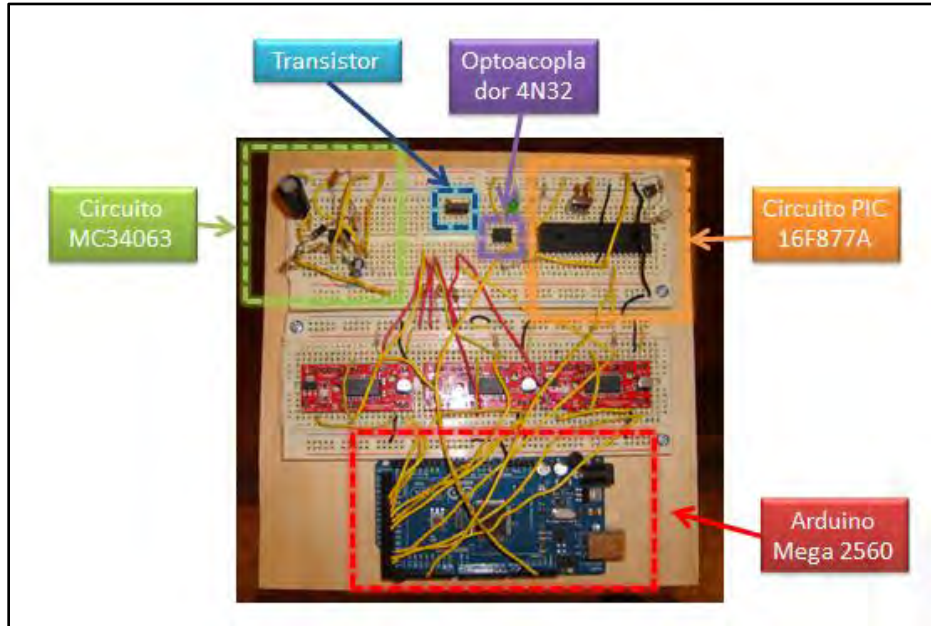 Transistor
Optoacopla
dor 4N32
Circuito
MC34063
Circuito PIC
16F877A
Arduino
Mega 2560